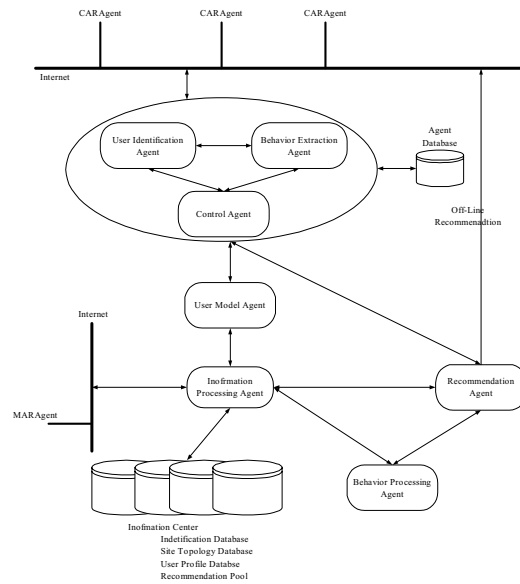 CARAgent
CARAgent
CARAgent
Internet
User Identification
Agent
Behavior Extraction
Agent
Agent
Database
Control Agent
Off-Line
Recomenadtion
User Model Agent
Internet
Inofrmation
Processing Agent
Recommendation
Agent
MARAgent
Behavior Processing
Agent
Inofmation Center
Indetification Database
Site Topology Database
User Profile Databse
Recommendation Pool